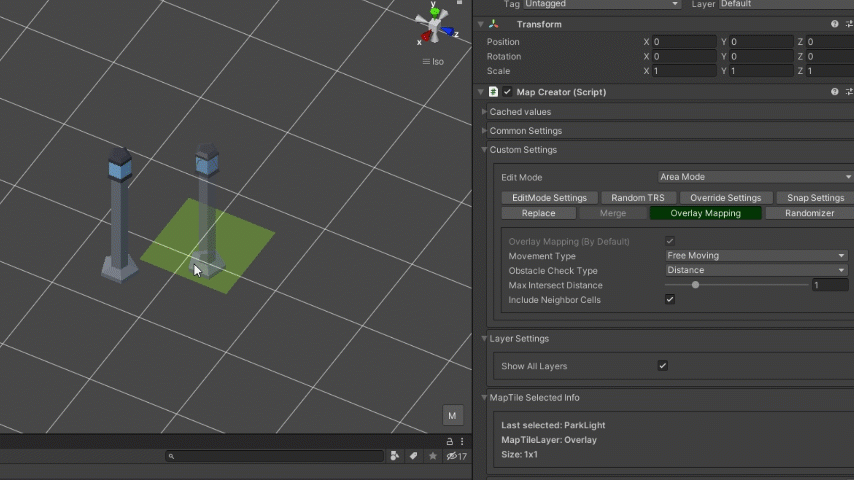 Tag Untagged Layer Default
y
x z
Iso
Transform
Position X 0 Y 0 Z 0
Rotation X 0 Y 0 Z 0
Scale X 1 Y 1 Z 1
Map Creator (Script)
Cached values
Common Settings
Custom Settings
Edit Mode Area Mode
EditMode Settings Random TRS Override Settings Snap Settings
Replace Merge Overlay Mapping Randomizer
Overlay Mapping (By Default)
Movement Type Free Moving
Obstacle Check Type Distance
Max Intersect Distance 1
Include Neighbor Cells
Layer Settings
Show All Layers
MapTile Selected Info
M
Last selected: ParkLight
MapTileLayer: Overlay
Size: 1x1
17